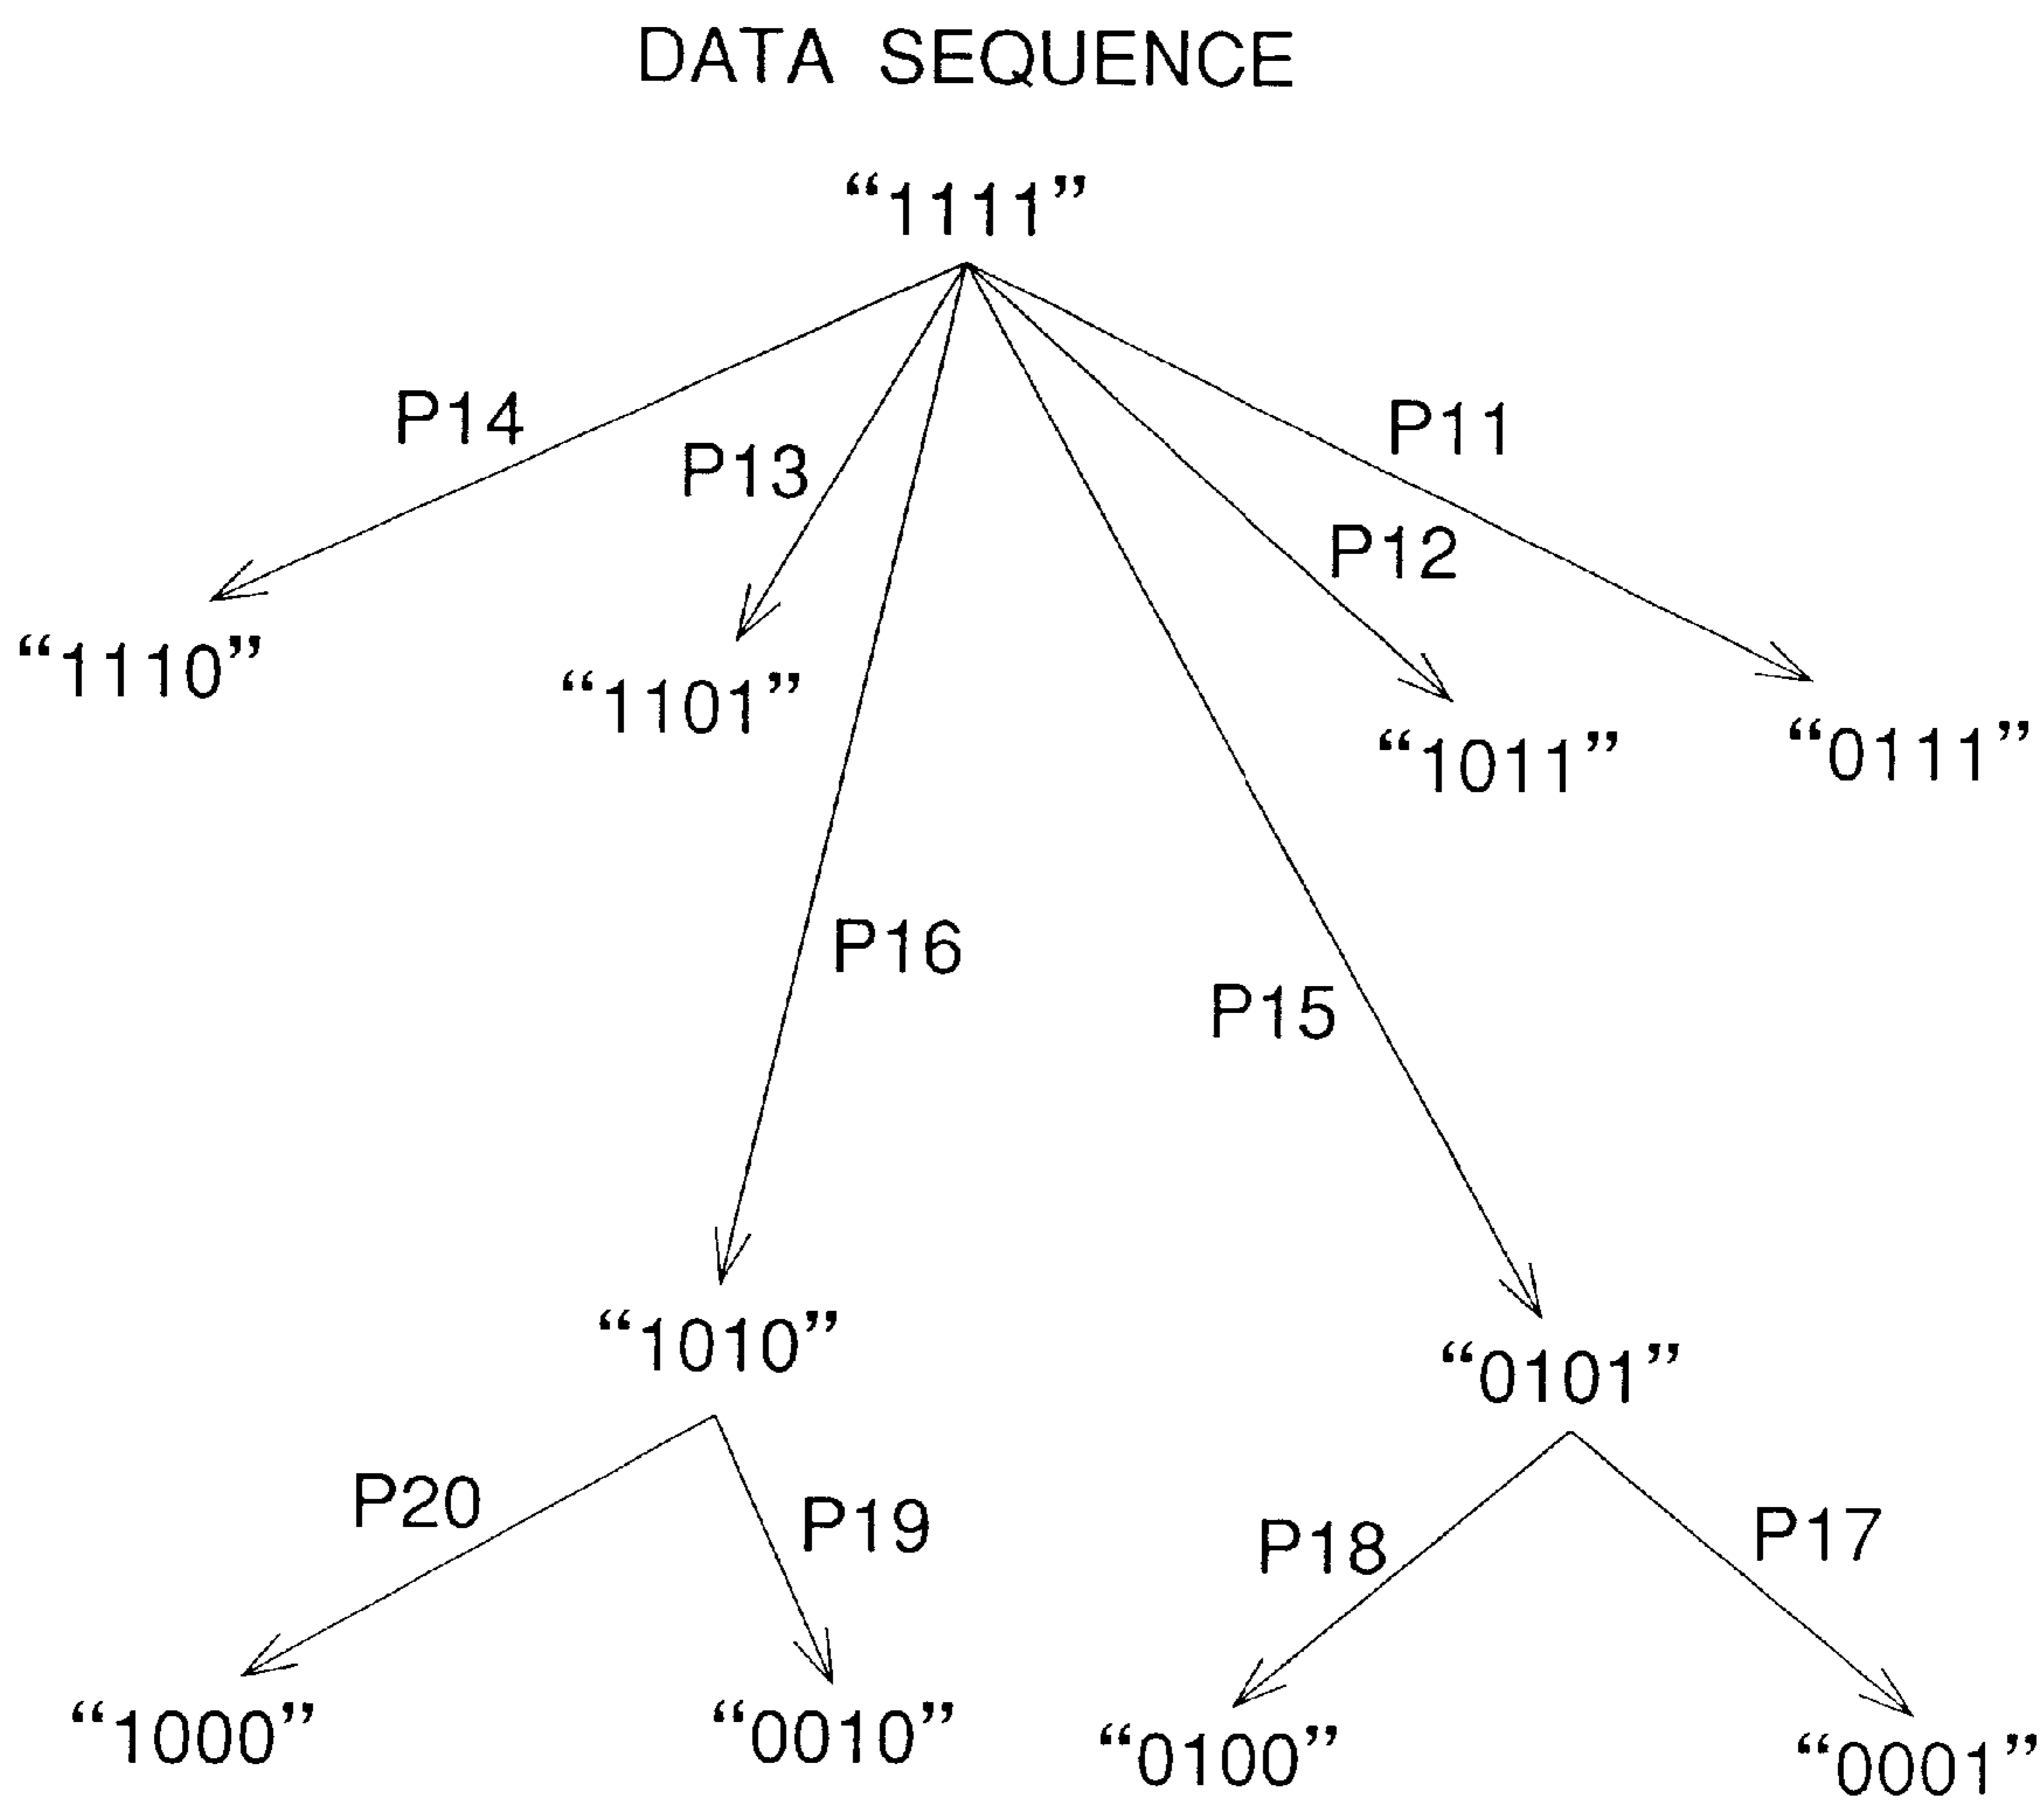 DATA SEQUENCE
“1111”
P14
P13
P11
P12
“1110”
“1101”
“1011”
“0111”
P16
P15
“1010”
“0101”
P20
P19
P18
P17
“1000”
“0010”
“0100”
“0001”